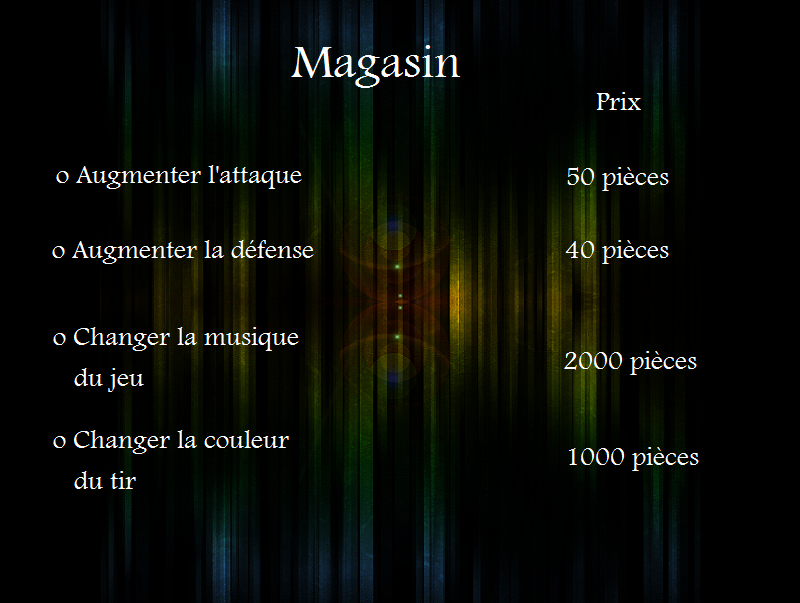 Magasin
Prix
o Augmenter l'attaque 50 pièces
o Augmenter la défense 40 pièces
o Changer la musique
du jeu 2000 pièces
o Changer la couleur
du tir 1000 pièces